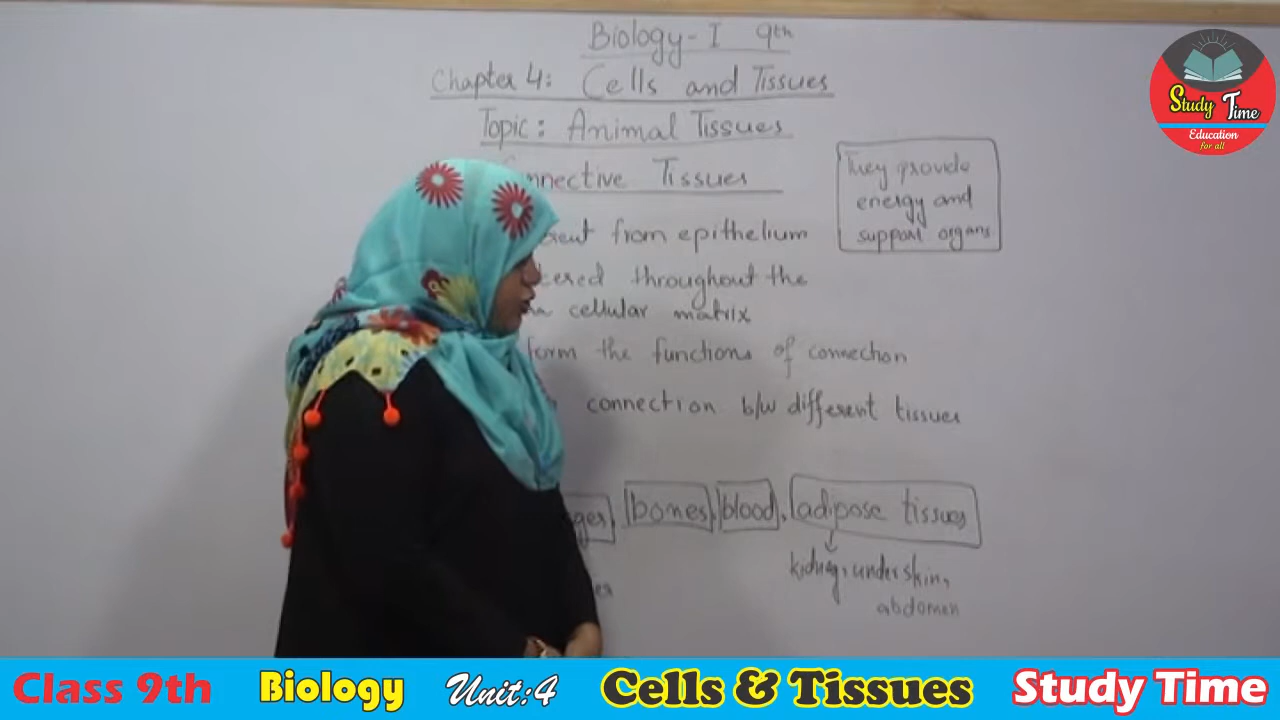 Biology-I 9th
Chapter 4: Cells and Tissues
Topic: Animal Tissues
Tissues
They provide
energy and
support organs
from epithelium
throughout the
cellular matrix
the functions of connection
connection b/w different tissues
bones, blood, adipose tissues
kidney, under skin,
abdomen
Study Time
Education
for all
Class 9th Biology Unit:4 Cells & Tissues Study Time